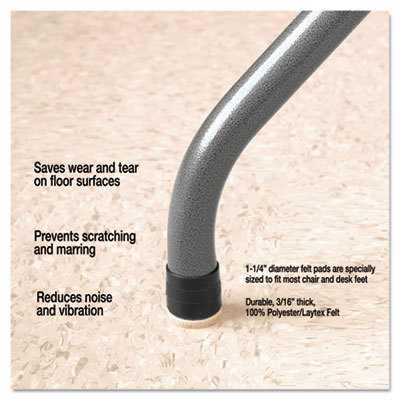 Saves wear and tear
on floor surfaces
Prevents scratching
and marring
Reduces noise
and vibration
1-1/4" diameter felt pads are specially
sized to fit most chair and desk feet
Durable, 3/16" thick,
100% Polyester/Laytex Felt